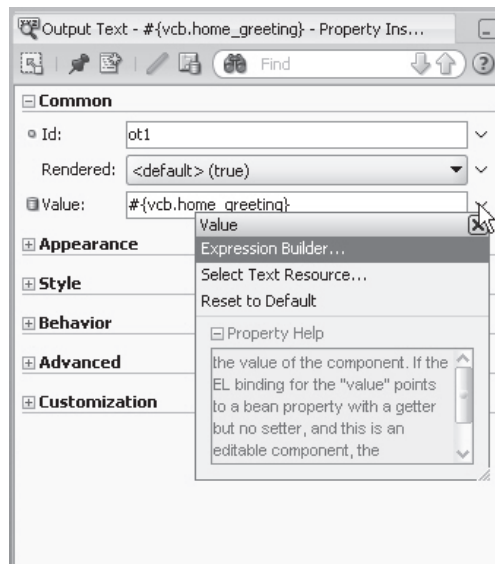 Output Text - #{vcb.home_greeting} - Property Ins...
Find
Common
Id: ot1
Rendered: <default> (true)
Value: #{vcb.home_greeting}
Value
Expression Builder...
Select Text Resource...
Reset to Default
Property Help
the value of the component. If the
EL binding for the "value" points
to a bean property with a getter
but no setter, and this is an
editable component, the
Appearance
Style
Behavior
Advanced
Customization